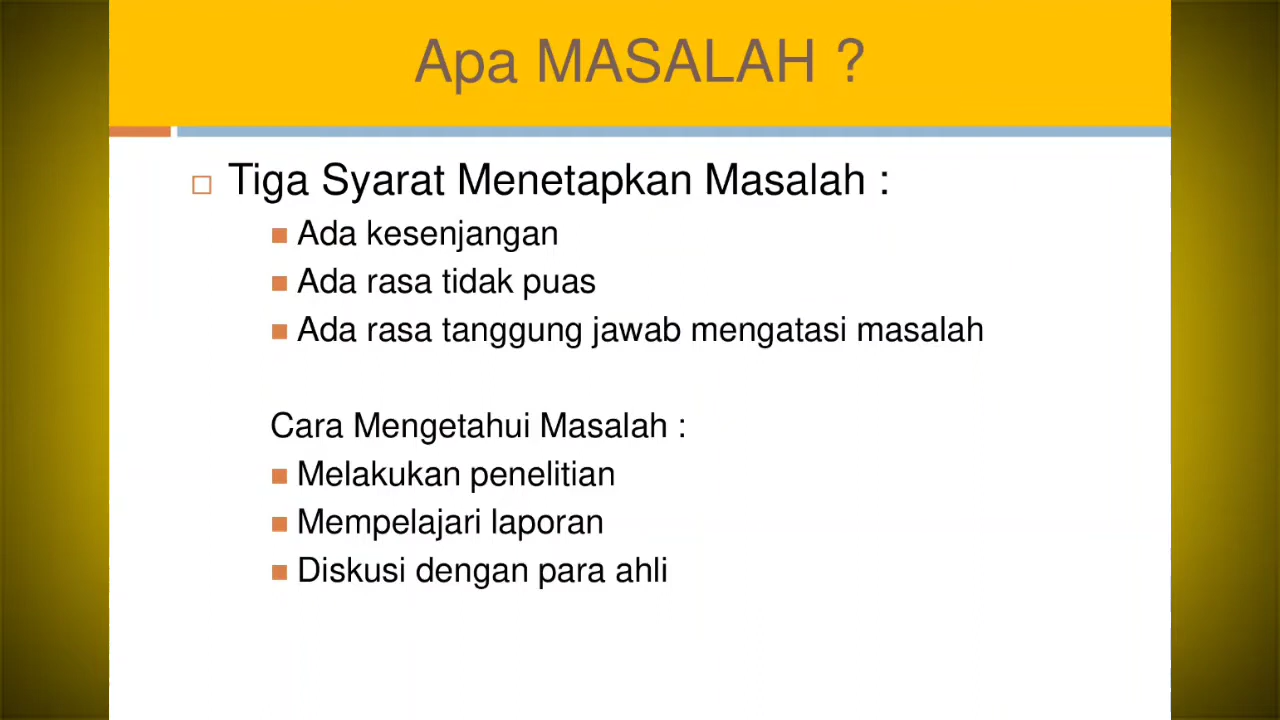 Apa MASALAH ?
Tiga Syarat Menetapkan Masalah :
Ada kesenjangan
Ada rasa tidak puas
Ada rasa tanggung jawab mengatasi masalah
Cara Mengetahui Masalah :
Melakukan penelitian
Mempelajari laporan
Diskusi dengan para ahli